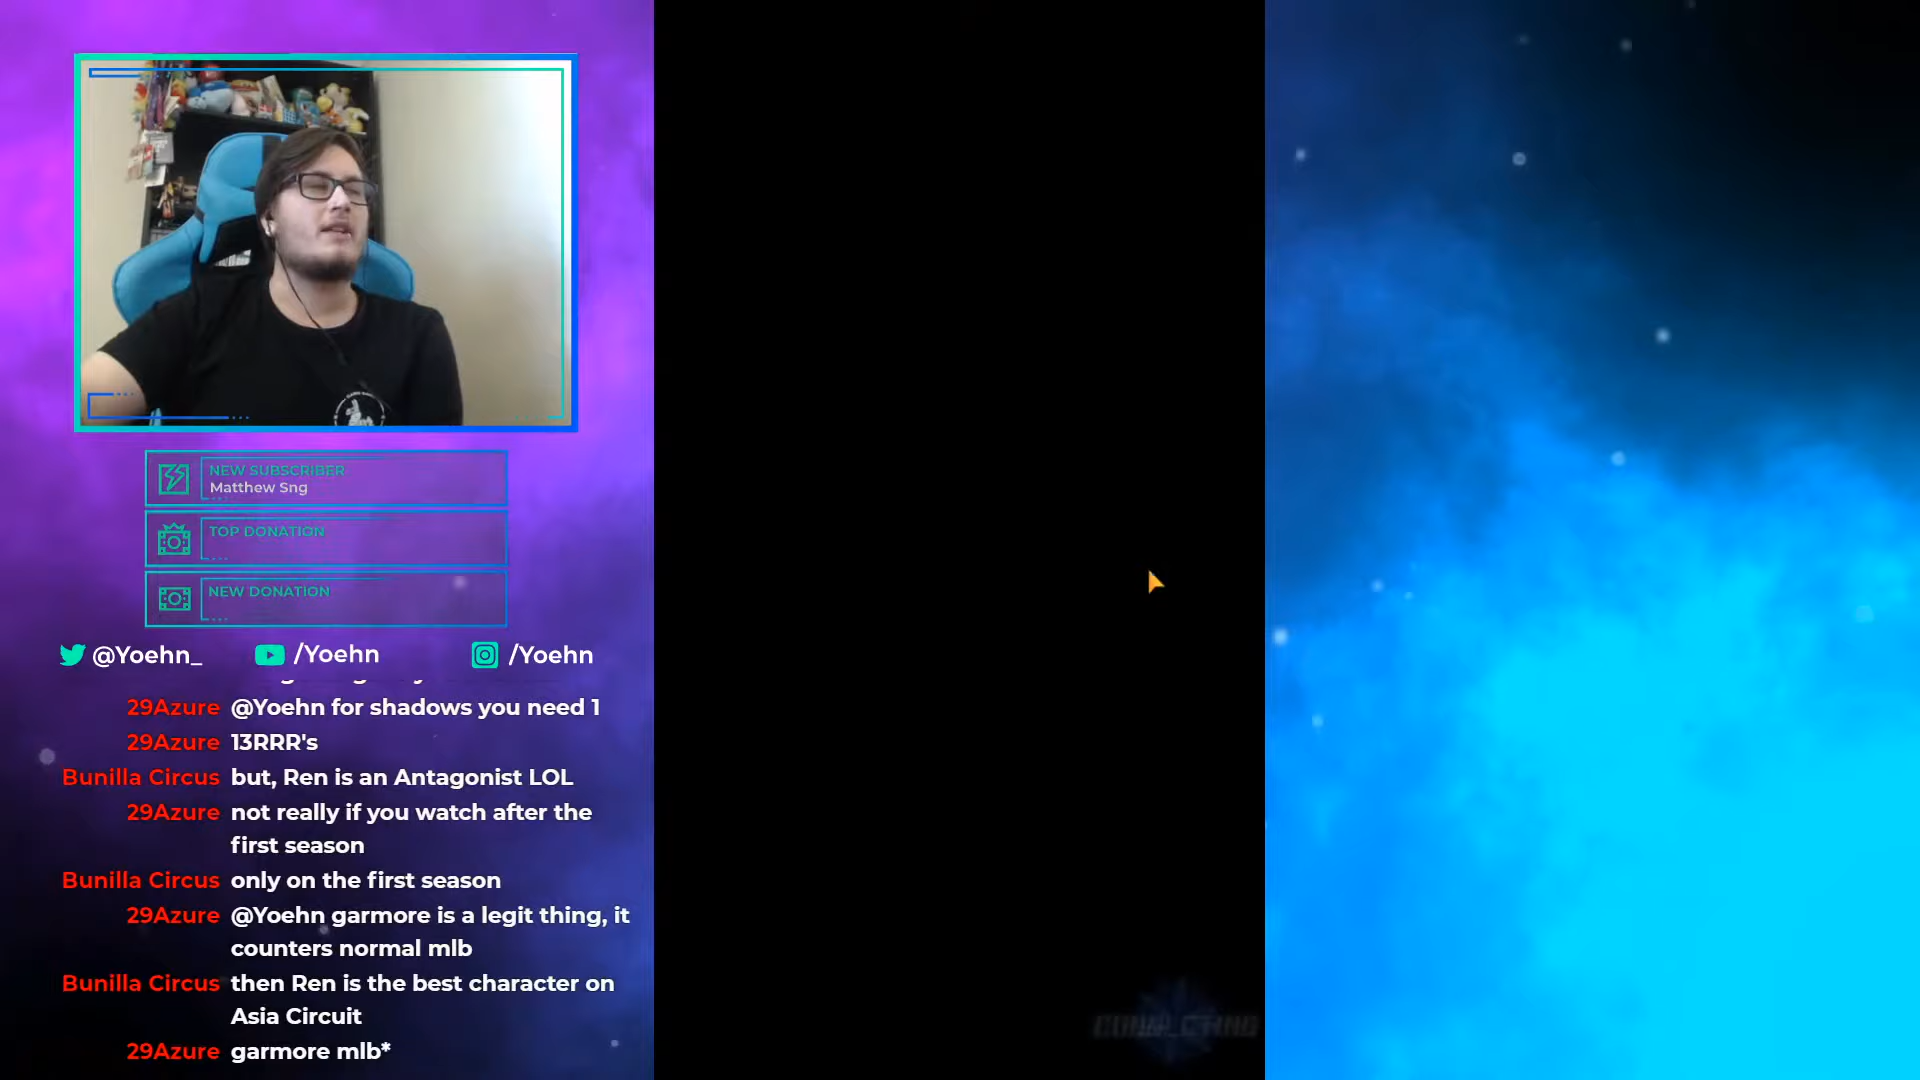 NEW SUBSCRIBER
Matthew Sng
TOP DONATION
NEW DONATION
@Yoehn_ /Yoehn /Yoehn
29Azure @Yoehn for shadows you need 1
29Azure 13RRR's
Bunilla Circus but, Ren is an Antagonist LOL
29Azure not really if you watch after the
first season
Bunilla Circus only on the first season
29Azure @Yoehn garmore is a legit thing, it
counters normal mlb
Bunilla Circus then Ren is the best character on
Asia Circuit
29Azure garmore mlb*